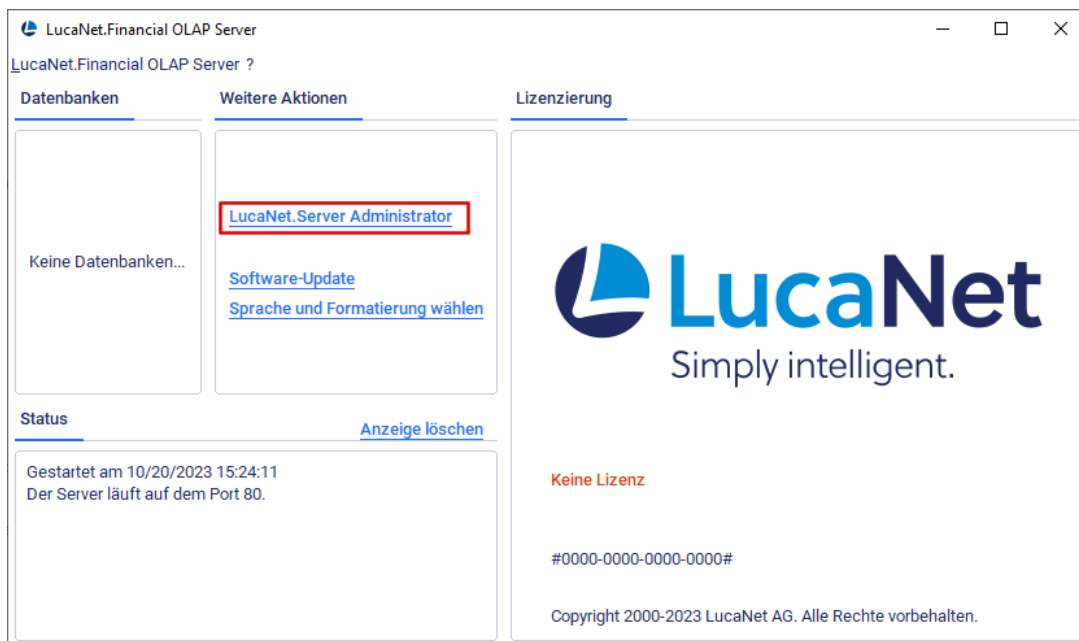 LucaNet.Financial OLAP Server
LucaNet.Financial OLAP Server ?
Datenbanken
Weitere Aktionen
Lizenzierung
Keine Datenbanken...
LucaNet.Server Administrator
Software-Update
Sprache und Formatierung wählen
LucaNet
Simply intelligent.
Status
Anzeige löschen
Gestartet am 10/20/2023 15:24:11
Der Server läuft auf dem Port 80.
Keine Lizenz
#0000-0000-0000-0000#
Copyright 2000-2023 LucaNet AG. Alle Rechte vorbehalten.